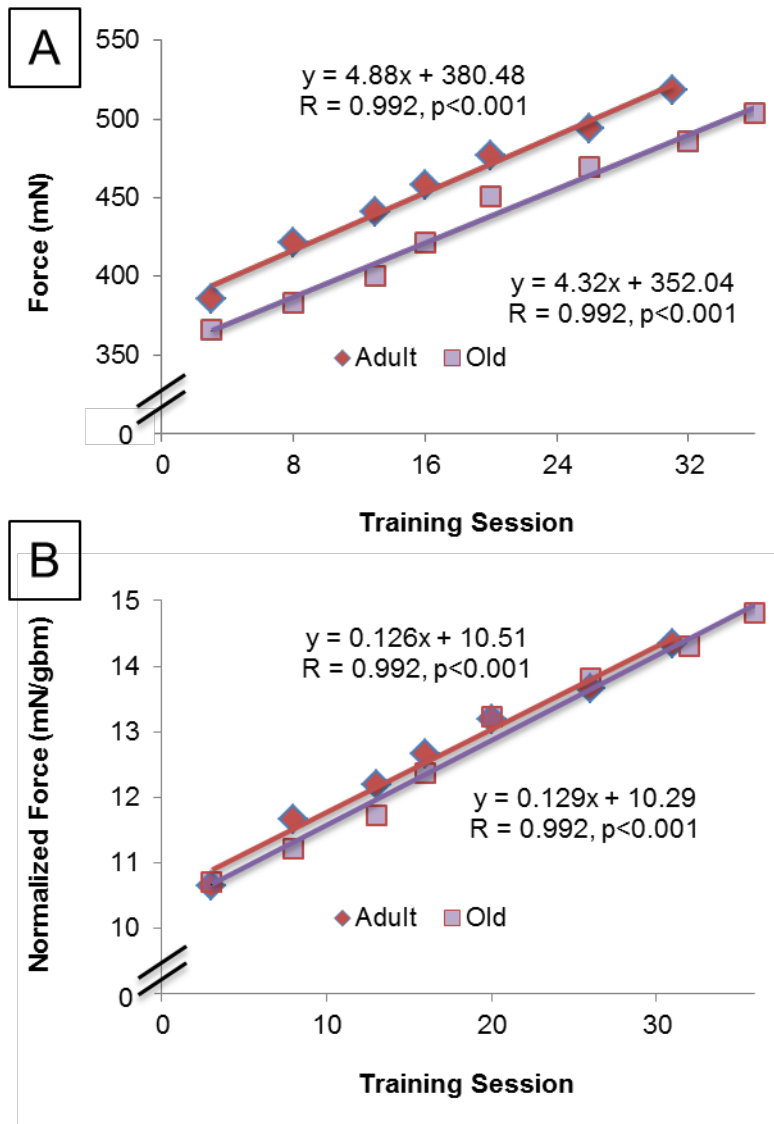 A
550
500
450
400
350
0
Force (mN)
y = 4.88x + 380.48
R = 0.992, p<0.001
y = 4.32x + 352.04
R = 0.992, p<0.001
Adult Old
0 8 16 24 32
Training Session
B
15
14
13
12
11
10
0
Normalized Force (mN/gbm)
y = 0.126x + 10.51
R = 0.992, p<0.001
y = 0.129x + 10.29
R = 0.992, p<0.001
Adult Old
0 10 20 30
Training Session